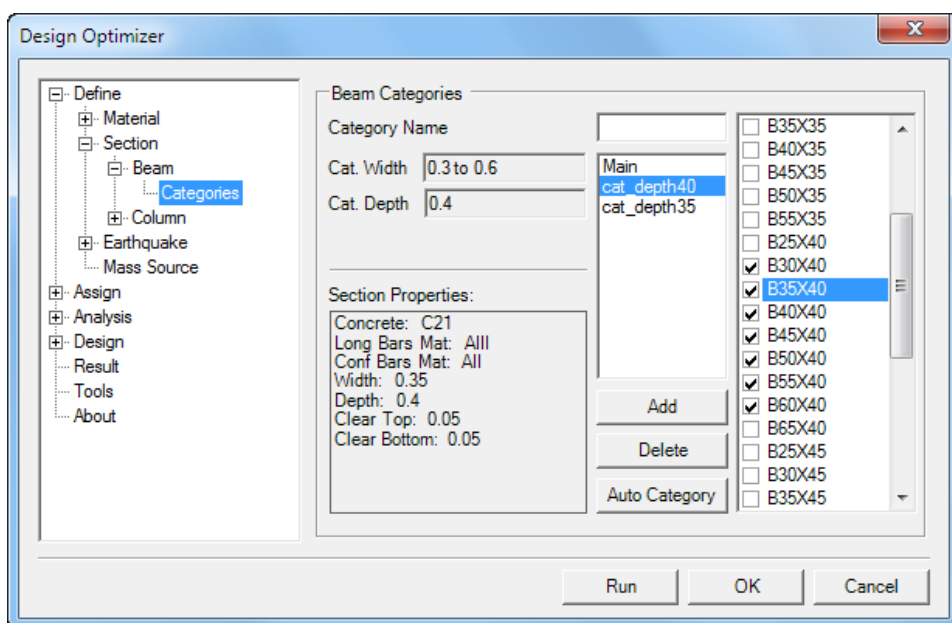 Design Optimizer
Define
Material
Section
Beam
Categories
Column
Earthquake
Mass Source
Assign
Analysis
Design
Result
Tools
About
Beam Categories
Category Name
Cat. Width 0.3 to 0.6
Cat. Depth 0.4
Section Properties:
Concrete: C21
Long Bars Mat: AIII
Conf Bars Mat: AII
Width: 0.35
Depth: 0.4
Clear Top: 0.05
Clear Bottom: 0.05
Main
cat_depth40
cat_depth35
Add
Delete
Auto Category
B35X35
B40X35
B45X35
B50X35
B55X35
B25X40
B30X40
B35X40
B40X40
B45X40
B50X40
B55X40
B60X40
B65X40
B25X45
B30X45
B35X45
Run OK Cancel